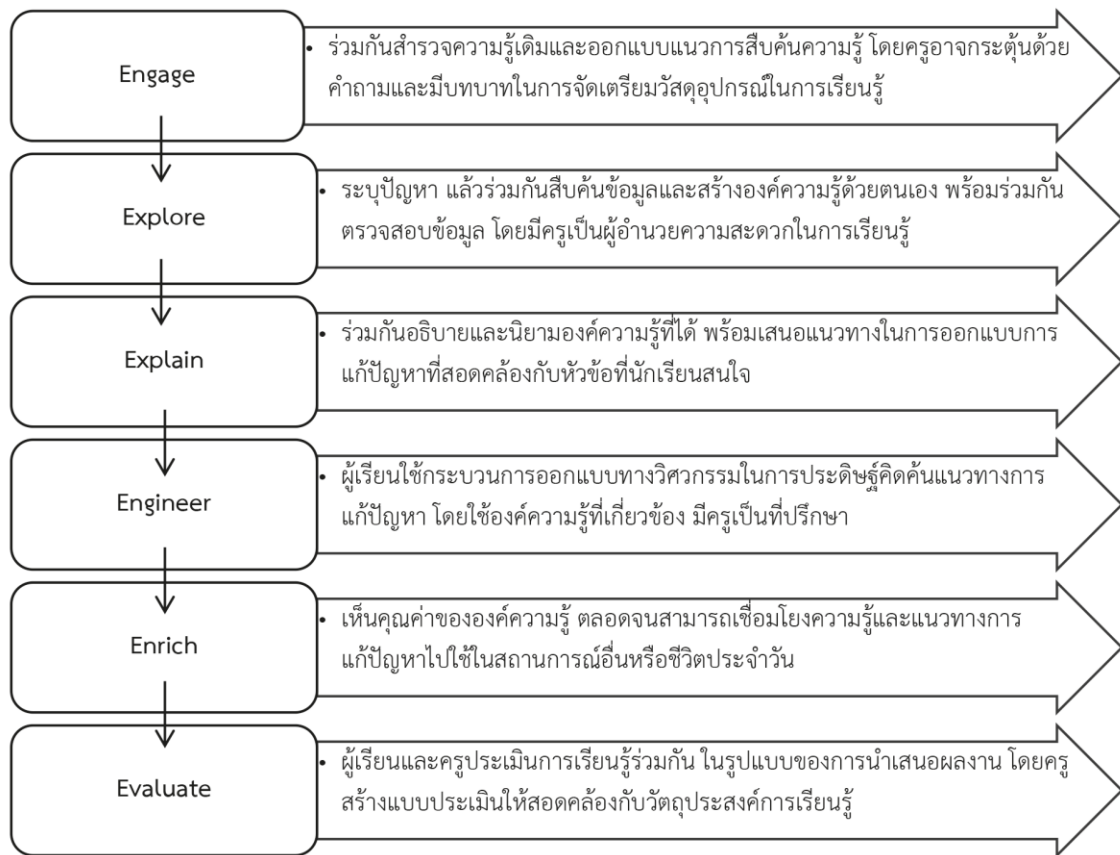 Engage
• ร่วมกันสำรวจความรู้เดิมและออกแบบแนวการสืบค้นความรู้ โดยครูอาจกระตุ้นด้วย
คำถามและมีบทบาทในการจัดเตรียมวัสดุอุปกรณ์ในการเรียนรู้
Explore
• ระบุปัญหา แล้วร่วมกันสืบค้นข้อมูลและสร้างองค์ความรู้ด้วยตนเอง พร้อมร่วมกัน
ตรวจสอบข้อมูล โดยมีครูเป็นผู้อำนวยความสะดวกในการเรียนรู้
Explain
• ร่วมกันอธิบายและนิยามองค์ความรู้ที่ได้ พร้อมเสนอแนวทางในการออกแบบการ
แก้ปัญหาที่สอดคล้องกับหัวข้อที่นักเรียนสนใจ
Engineer
• ผู้เรียนใช้กระบวนการออกแบบทางวิศวกรรมในการประดิษฐ์คิดค้นแนวทางการ
แก้ปัญหา โดยใช้องค์ความรู้ที่เกี่ยวข้อง มีครูเป็นที่ปรึกษา
Enrich
• เห็นคุณค่าขององค์ความรู้ ตลอดจนสามารถเชื่อมโยงความรู้และแนวทางการ
แก้ปัญหาไปใช้ในสถานการณ์อื่นหรือชีวิตประจำวัน
Evaluate
• ผู้เรียนและครูประเมินการเรียนรู้ร่วมกัน ในรูปแบบของการนำเสนอผลงาน โดยครู
สร้างแบบประเมินให้สอดคล้องกับวัตถุประสงค์การเรียนรู้